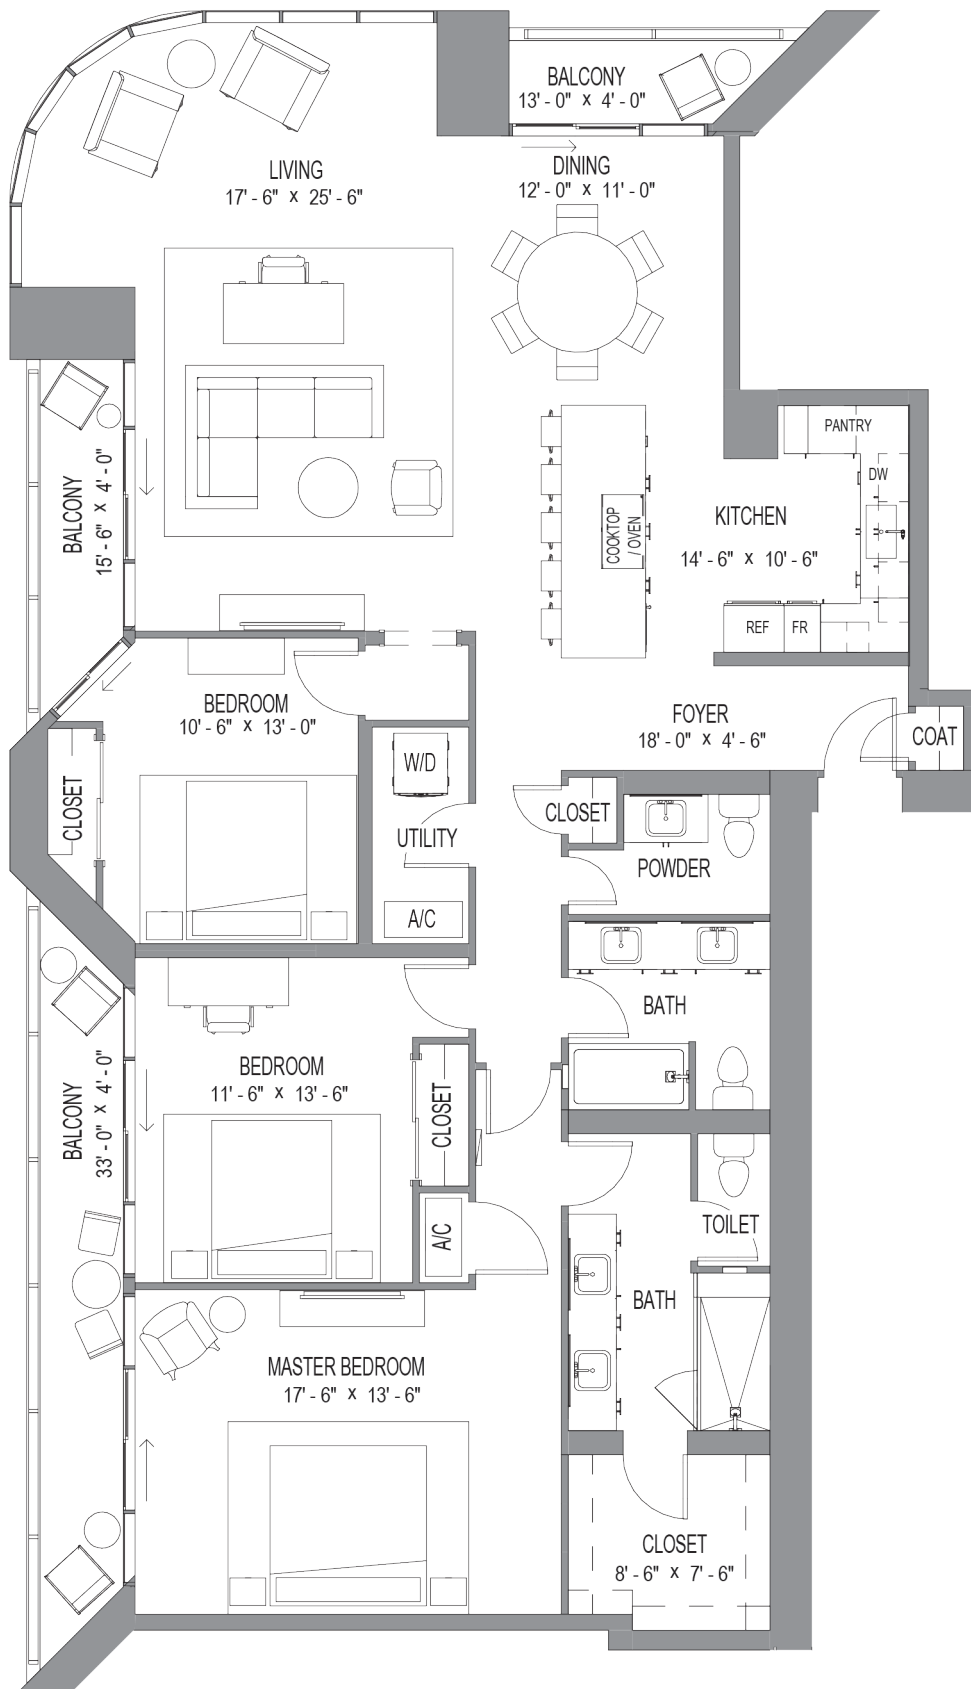 BALCONY
13' - 0" x 4' - 0"
LIVING
17' - 6" x 25' - 6"
DINING
12' - 0" x 11' - 0"
BALCONY
15' - 6" x 4' - 0"
PANTRY
DW
KITCHEN
14' - 6" x 10' - 6"
COOKTOP
/ OVEN
REF
FR
BEDROOM
10' - 6" x 13' - 0"
FOYER
18' - 0" x 4' - 6"
COAT
W/D
CLOSET
UTILITY
CLOSET
POWDER
A/C
BATH
BEDROOM
11' - 6" x 13' - 6"
CLOSET
BALCONY
33' - 0" x 4' - 0"
TOILET
A/C
BATH
MASTER BEDROOM
17' - 6" x 13' - 6"
CLOSET
8' - 6" x 7' - 6"